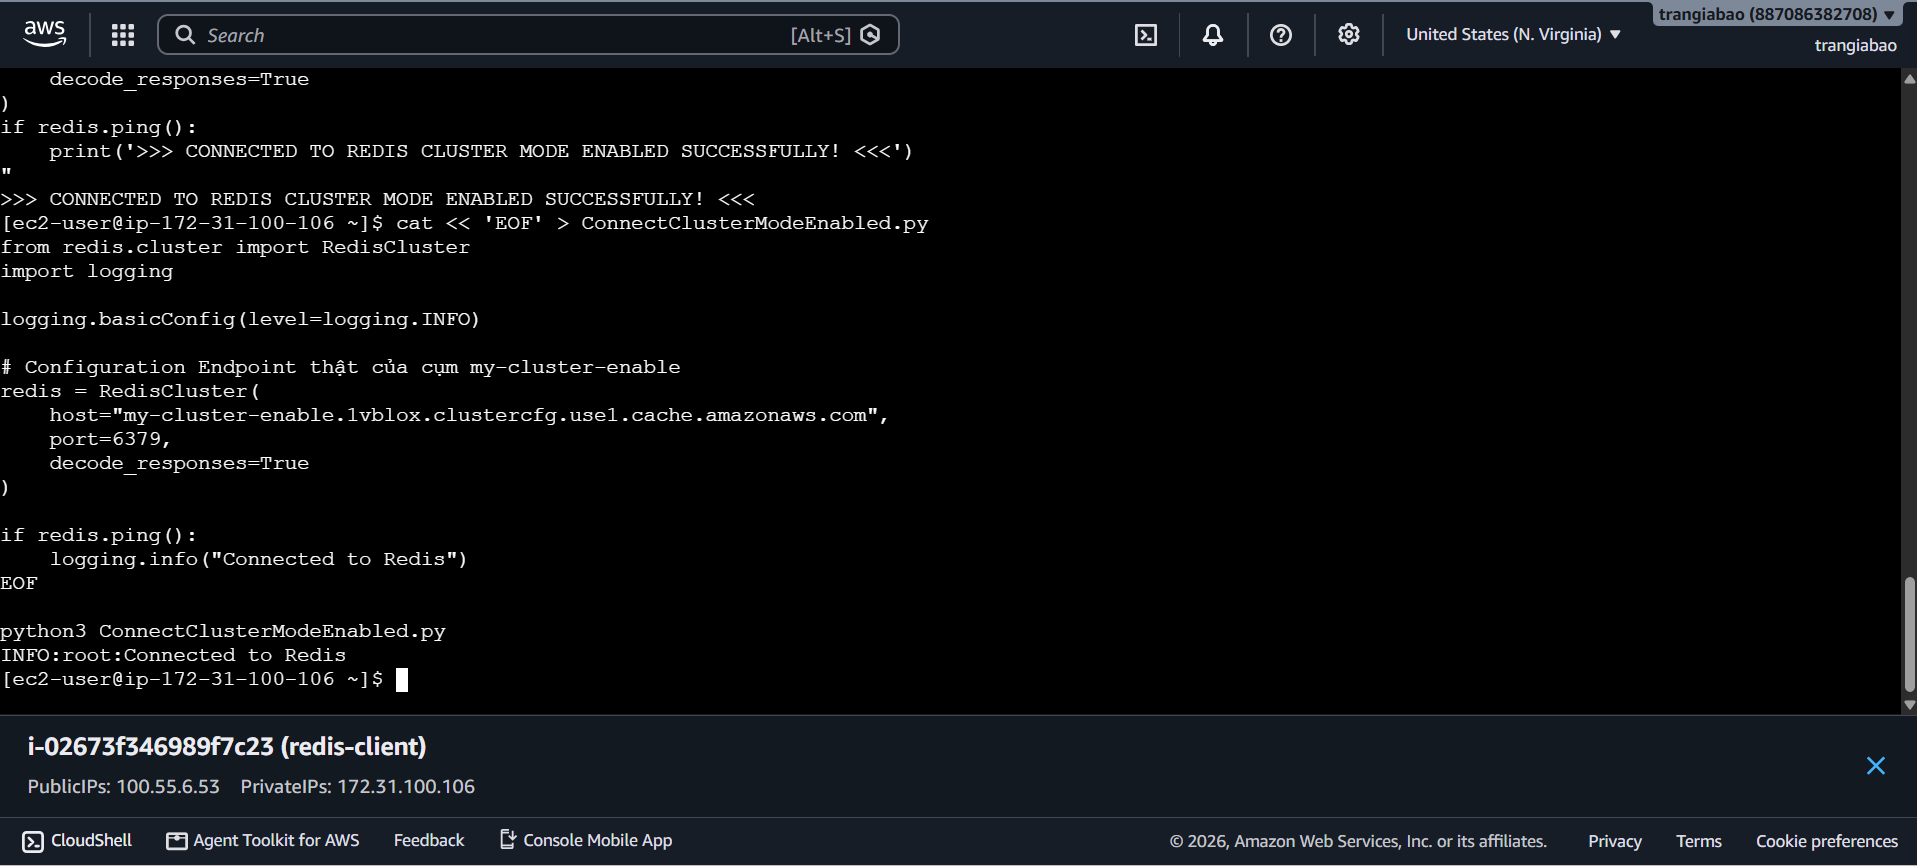 aws
Search
[Alt+S]
United States (N. Virginia) ▼
trangiabao (887086382708) ▼
trangiabao
    decode_responses=True
)
if redis.ping():
    print('>>> CONNECTED TO REDIS CLUSTER MODE ENABLED SUCCESSFULLY! <<<')
"
>>> CONNECTED TO REDIS CLUSTER MODE ENABLED SUCCESSFULLY! <<<
[ec2-user@ip-172-31-100-106 ~]$ cat << 'EOF' > ConnectClusterModeEnabled.py
from redis.cluster import RedisCluster
import logging
logging.basicConfig(level=logging.INFO)
# Configuration Endpoint thật của cụm my-cluster-enable
redis = RedisCluster(
    host="my-cluster-enable.1vblox.clustercfg.use1.cache.amazonaws.com",
    port=6379,
    decode_responses=True
)
if redis.ping():
    logging.info("Connected to Redis")
EOF
python3 ConnectClusterModeEnabled.py
INFO:root:Connected to Redis
[ec2-user@ip-172-31-100-106 ~]$
i-02673f346989f7c23 (redis-client)
PublicIPs: 100.55.6.53 PrivateIPs: 172.31.100.106
CloudShell Agent Toolkit for AWS Feedback Console Mobile App © 2026, Amazon Web Services, Inc. or its affiliates. Privacy Terms Cookie preferences